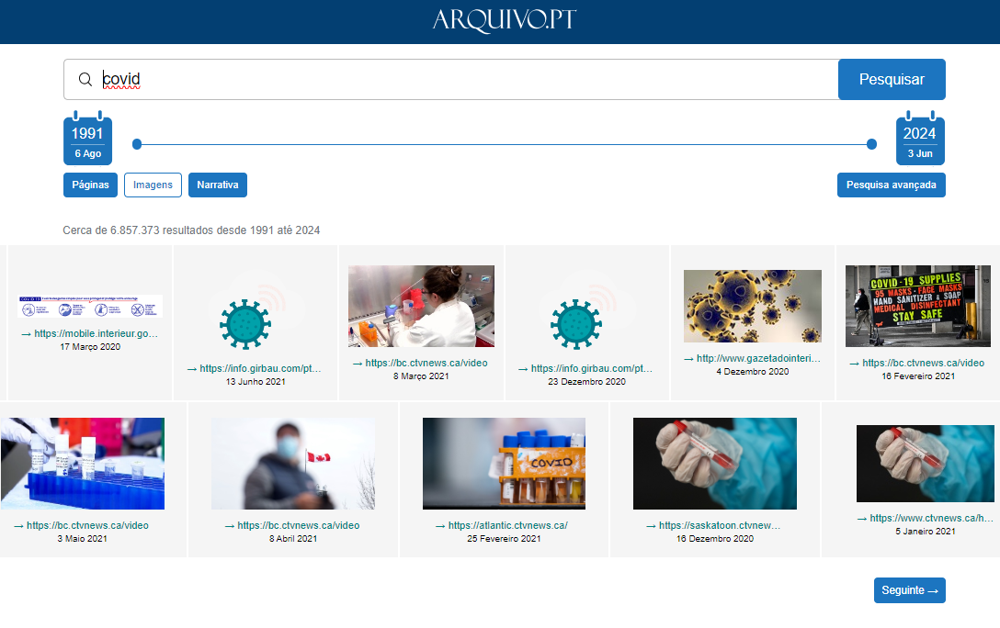 ARQUIVO.PT
covid
Pesquisar
1991
6 Ago
2024
3 Jun
Páginas
Imagens
Narrativa
Pesquisa avançada
Cerca de 6.857.373 resultados desde 1991 até 2024
COVID-19
→ https://mobile.interieur.go...
17 Março 2020
→ https://info.girbau.com/pt...
13 Junho 2021
→ https://bc.ctvnews.ca/video
8 Março 2021
→ https://info.girbau.com/pt...
23 Dezembro 2020
→ http://www.gazetadointeri...
4 Dezembro 2020
COVID-19 SUPPLIES
95 MASKS · FACE MASKS
HAND SANITIZER & SOAP
MEDICAL DISINFECTANT
STAY SAFE
→ https://bc.ctvnews.ca/video
16 Fevereiro 2021
→ https://bc.ctvnews.ca/video
3 Maio 2021
→ https://bc.ctvnews.ca/video
8 Abril 2021
COVID
→ https://atlantic.ctvnews.ca/
25 Fevereiro 2021
→ https://saskatoon.ctvnew...
16 Dezembro 2020
→ https://www.ctvnews.ca/h...
5 Janeiro 2021
Seguinte →